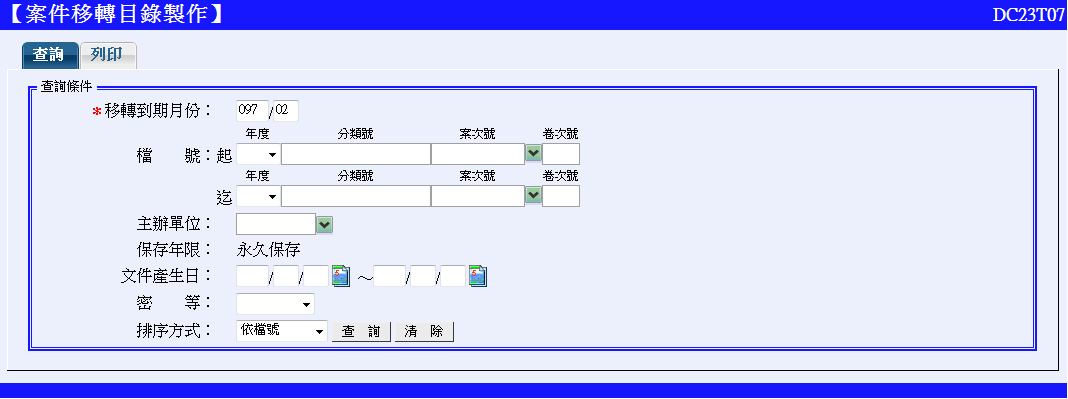 【案件移轉目錄製作】 DC23T07
查詢 列印
查詢條件
*移轉到期月份： 097 / 02
年度 分類號 案次號 卷次號
檔 號：起
年度 分類號 案次號 卷次號
迄
主辦單位：
保存年限： 永久保存
文件產生日： / / ～ / /
密 等：
排序方式： 依檔號 查 詢 清 除